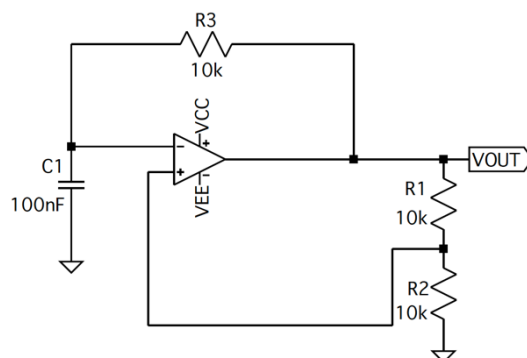 R3
10k
VCC
-
+
C1
+
-
VOUT
100nF
VEE
R1
10k
R2
10k